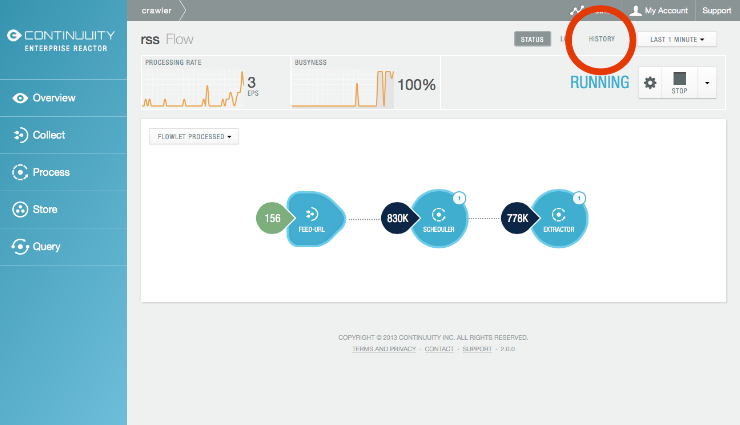 crawler
My Account
Support
CONTINUUITY
ENTERPRISE REACTOR
rss Flow
STATUS
HISTORY
LAST 1 MINUTE
PROCESSING RATE
3
EPS
BUSYNESS
100%
RUNNING
STOP
Overview
Collect
Process
Store
Query
FLOWLET PROCESSED
156
FEED-URL
830K
1
SCHEDULER
778K
1
EXTRACTOR
COPYRIGHT © 2013 CONTINUUITY INC. ALL RIGHTS RESERVED.
TERMS AND PRIVACY - CONTACT - SUPPORT - 2.0.0